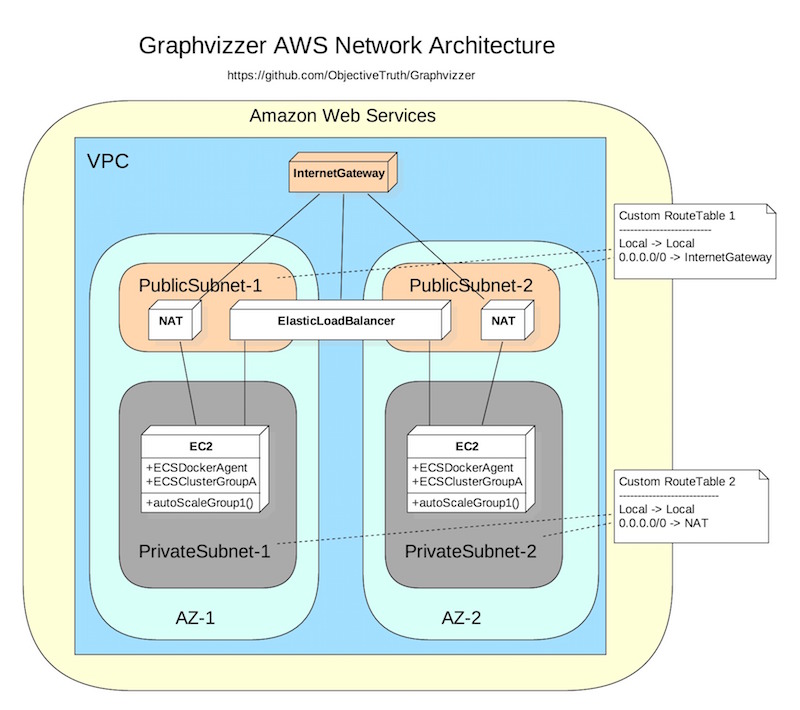 Graphvizzer AWS Network Architecture
https://github.com/ObjectiveTruth/Graphvizzer
Amazon Web Services
VPC
InternetGateway
Custom RouteTable 1
--------------------------
Local -> Local
0.0.0.0/0 -> InternetGateway
PublicSubnet-1
PublicSubnet-2
NAT
ElasticLoadBalancer
NAT
EC2
+ECSDockerAgent
+ECSClusterGroupA
+autoScaleGroup1()
EC2
+ECSDockerAgent
+ECSClusterGroupA
+autoScaleGroup1()
Custom RouteTable 2
----------------------------
Local -> Local
0.0.0.0/0 -> NAT
PrivateSubnet-1
PrivateSubnet-2
AZ-1
AZ-2